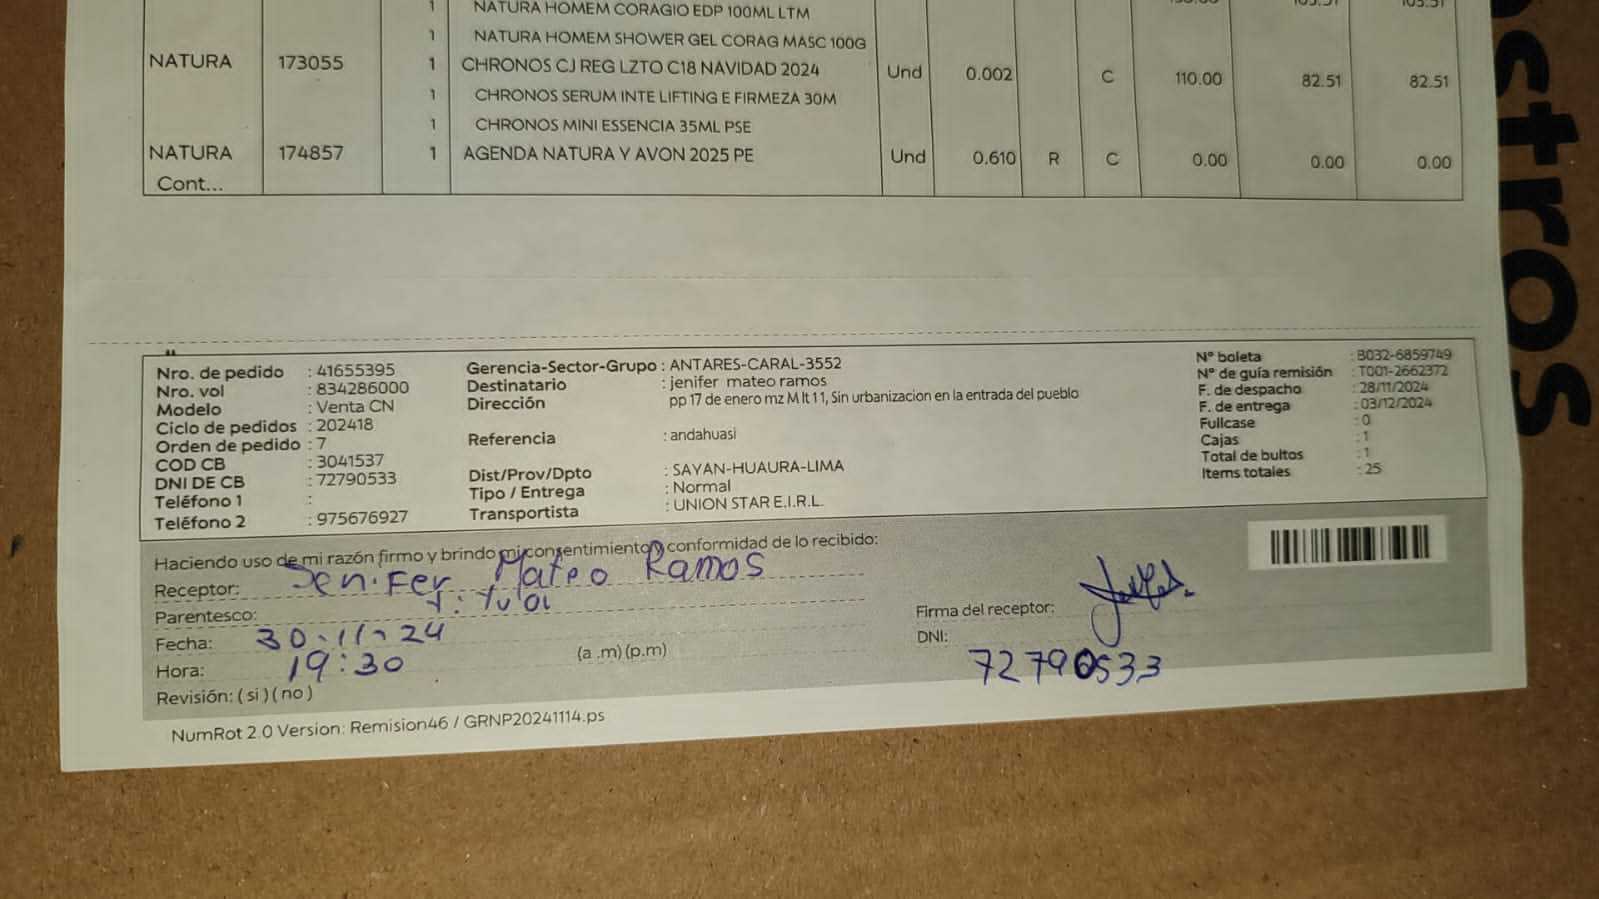 1 NATURA HOMEM CORAGIO EDP 100ML LTM 103.51 103.51
1 NATURA HOMEM SHOWER GEL CORAG MASC 100G
NATURA 173055 1 CHRONOS CJ REG LZTO C18 NAVIDAD 2024 Und 0.002 C 110.00 82.51 82.51
1 CHRONOS SERUM INTE LIFTING E FIRMEZA 30M
1 CHRONOS MINI ESSENCIA 35ML PSE
NATURA 174857 1 AGENDA NATURA Y AVON 2025 PE Und 0.610 R C 0.00 0.00 0.00
Cont...
Nro. de pedido : 41655395
Nro. vol : 834286000
Modelo : Venta CN
Ciclo de pedidos : 202418
Orden de pedido : 7
COD CB : 3041537
DNI DE CB : 72790533
Teléfono 1 :
Teléfono 2 : 975676927
Gerencia-Sector-Grupo : ANTARES-CARAL-3552
Destinatario : jenifer mateo ramos
Dirección pp 17 de enero mz M lt 11, Sin urbanizacion en la entrada del pueblo
Referencia : andahuasi
Dist/Prov/Dpto : SAYAN-HUAURA-LIMA
Tipo / Entrega : Normal
Transportista : UNION STAR E.I.R.L.
N° boleta : B032-6859749
N° de guía remisión : T001-2662372
F. de despacho : 28/11/2024
F. de entrega : 03/12/2024
Fullcase : 0
Cajas : 1
Total de bultos : 1
Items totales : 25
Haciendo uso de mi razón firmo y brindo mi consentimiento y conformidad de lo recibido:
Receptor: Jenifer Mateo Ramos
Parentesco:
Fecha: 30-11-24
Hora: 19:30 (a .m) (p.m)
Revisión: ( si ) ( no )
Firma del receptor:
DNI:
72790533
NumRot 2.0 Version: Remision46 / GRNP20241114.ps
ostros